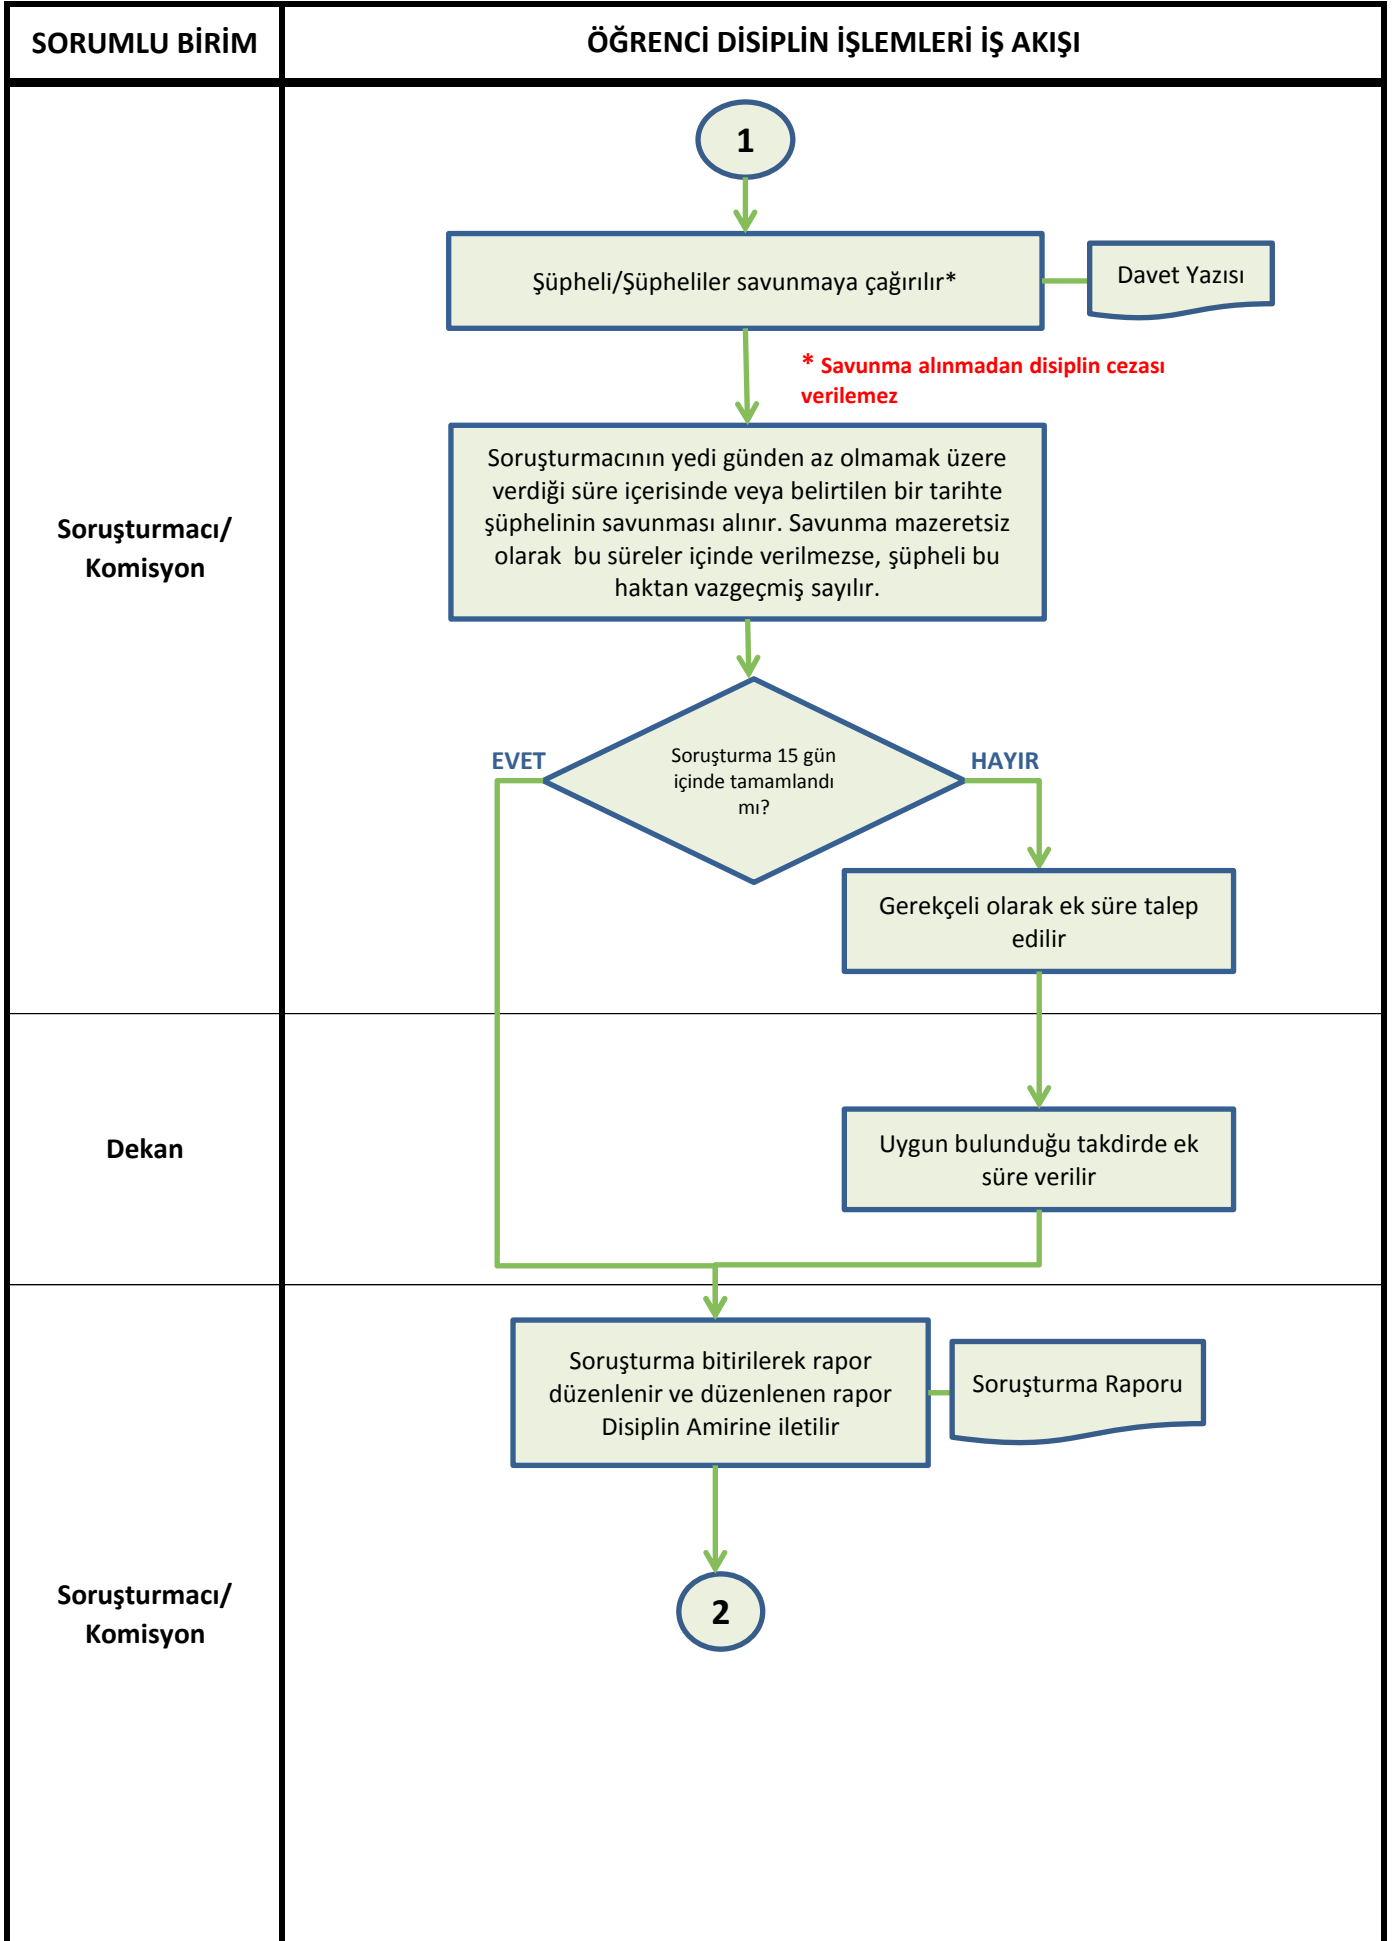 SORUMLU BİRİM
ÖĞRENCİ DİSİPLİN İŞLEMLERİ İŞ AKIŞI
1
Şüpheli/Şüpheliler savunmaya çağırılır*
Davet Yazısı
* Savunma alınmadan disiplin cezası
verilemez
Soruşturmacının yedi günden az olmamak üzere
verdiği süre içerisinde veya belirtilen bir tarihte
şüphelinin savunması alınır. Savunma mazeretsiz
olarak  bu süreler içinde verilmezse, şüpheli bu
haktan vazgeçmiş sayılır.
Soruşturmacı/
Komisyon
EVET
Soruşturma 15 gün
içinde tamamlandı
mı?
HAYIR
Gerekçeli olarak ek süre talep
edilir
Dekan
Uygun bulunduğu takdirde ek
süre verilir
Soruşturma bitirilerek rapor
düzenlenir ve düzenlenen rapor
Disiplin Amirine iletilir
Soruşturma Raporu
Soruşturmacı/
Komisyon
2